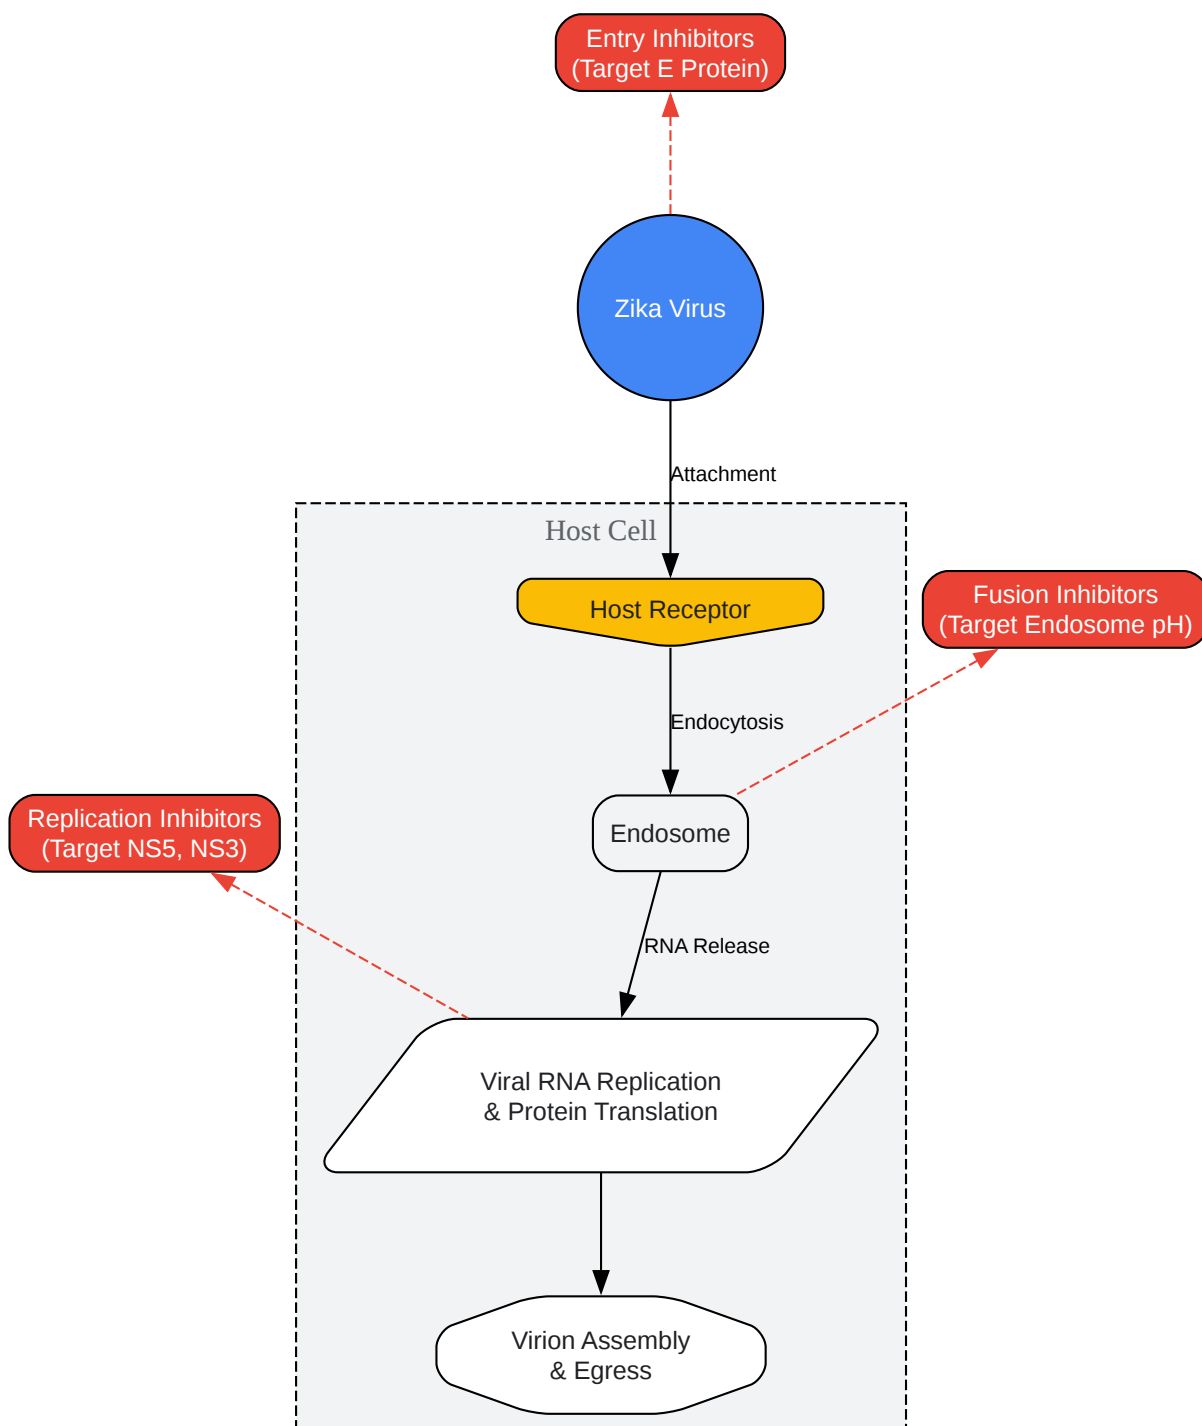 Entry Inhibitors
(Target E Protein)
Zika Virus
Attachment
Host Cell
Host Receptor
Fusion Inhibitors
(Target Endosome pH)
Endocytosis
Replication Inhibitors
(Target NS5, NS3)
Endosome
RNA Release
Viral RNA Replication
& Protein Translation
Virion Assembly
& Egress